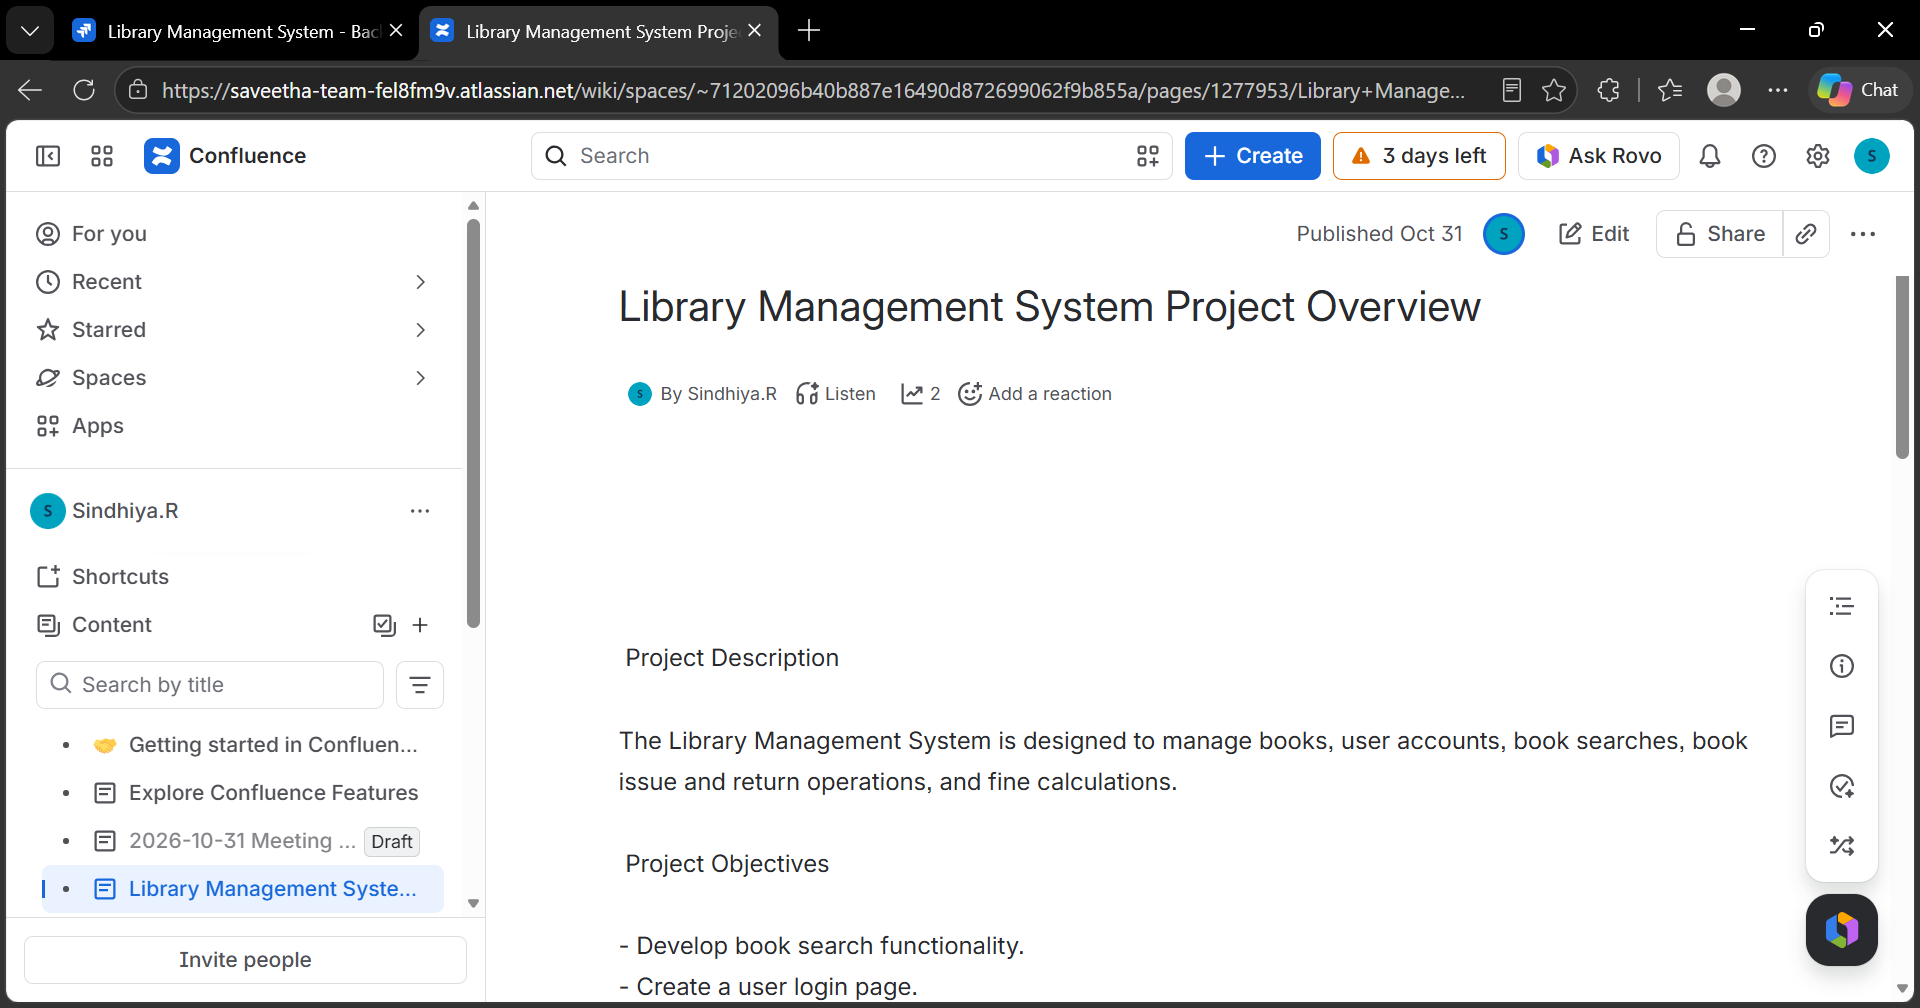 Library Management System - Bac
Library Management System Proje
https://saveetha-team-fel8fm9v.atlassian.net/wiki/spaces/~71202096b40b887e16490d872699062f9b855a/pages/1277953/Library+Manage...
Chat
Confluence
Search
Create
3 days left
Ask Rovo
S
For you
Recent
Starred
Spaces
Apps
S Sindhiya.R
Shortcuts
Content
Search by title
Getting started in Confluen...
Explore Confluence Features
2026-10-31 Meeting ... Draft
Library Management Syste...
Invite people
Published Oct 31
S
Edit
Share
Library Management System Project Overview
S By Sindhiya.R Listen 2 Add a reaction
Project Description
The Library Management System is designed to manage books, user accounts, book searches, book
issue and return operations, and fine calculations.
Project Objectives
- Develop book search functionality.
- Create a user login page.